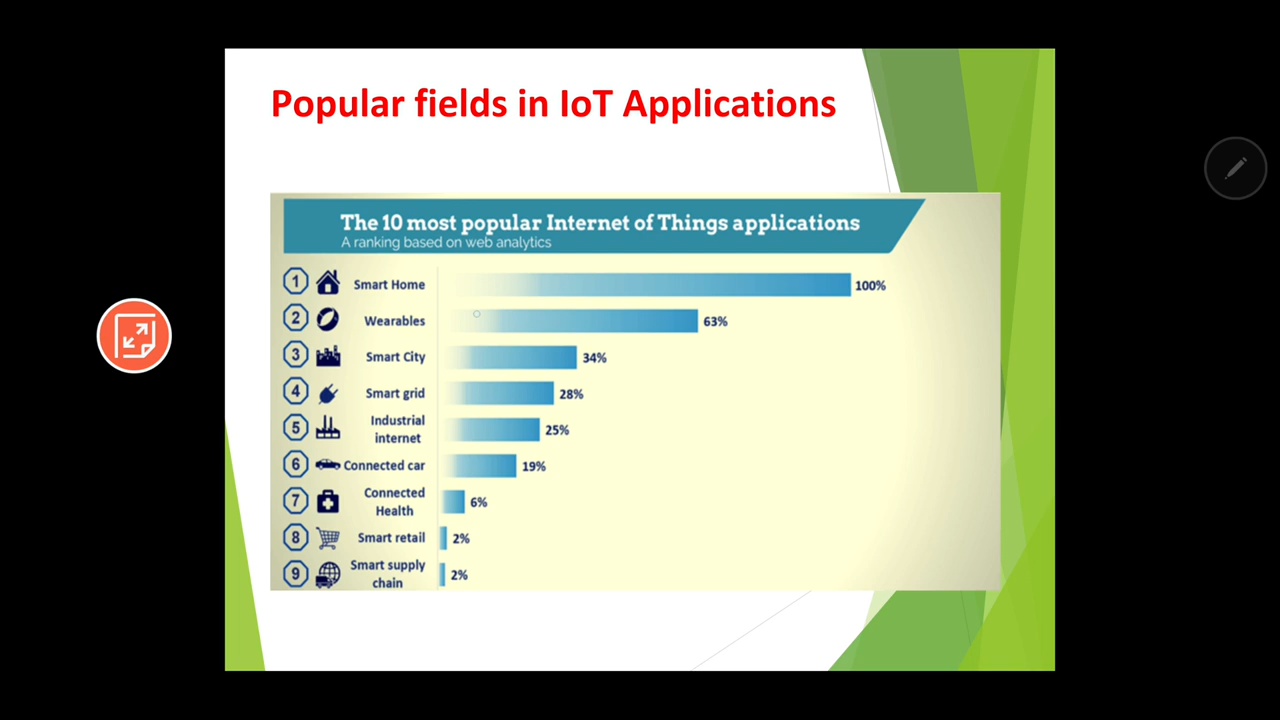 Popular fields in IoT Applications
The 10 most popular Internet of Things applications
A ranking based on web analytics
1 Smart Home 100%
2 Wearables 63%
3 Smart City 34%
4 Smart grid 28%
5 Industrial internet 25%
6 Connected car 19%
7 Connected Health 6%
8 Smart retail 2%
9 Smart supply chain 2%